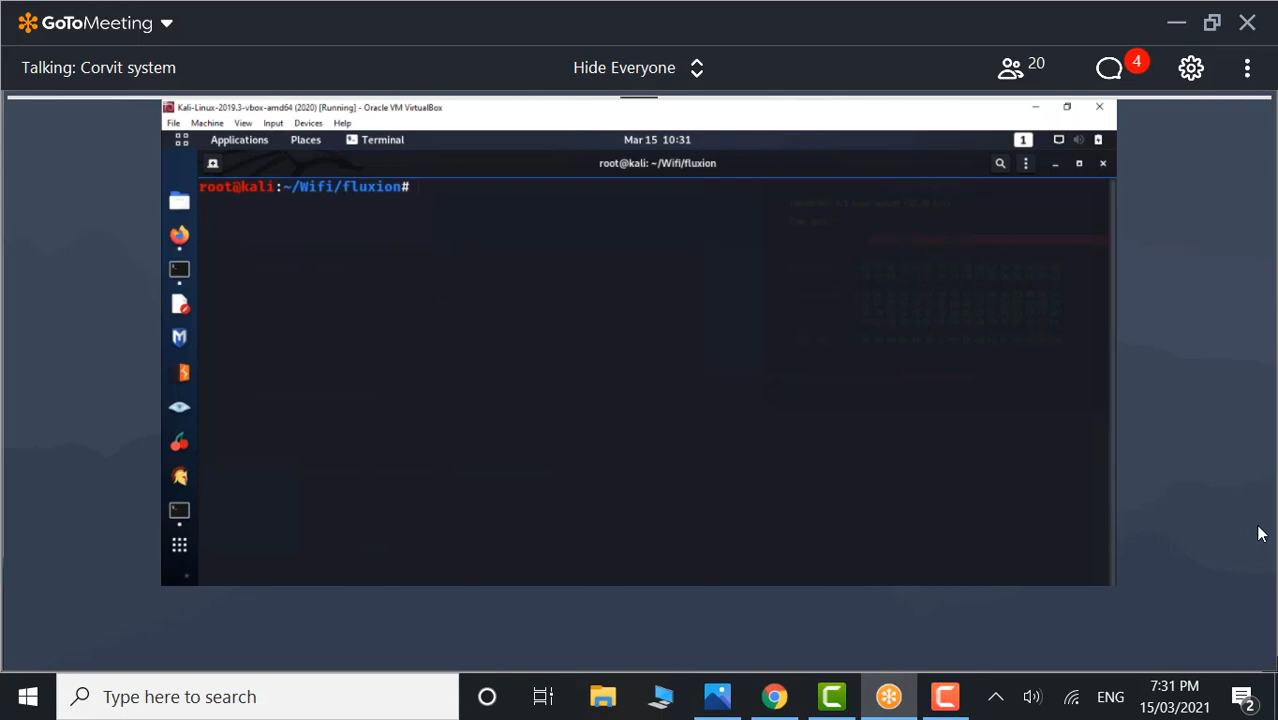 GoToMeeting
Talking: Corvit system
Hide Everyone
20
4
Kali-Linux-2019.3-vbox-amd64 (2020) [Running] - Oracle VM VirtualBox
File Machine View Input Devices Help
Applications Places Terminal Mar 15 10:31 1
root@kali: ~/Wifi/fluxion
root@kali:~/Wifi/fluxion#
Type here to search
ENG
7:31 PM
15/03/2021
2